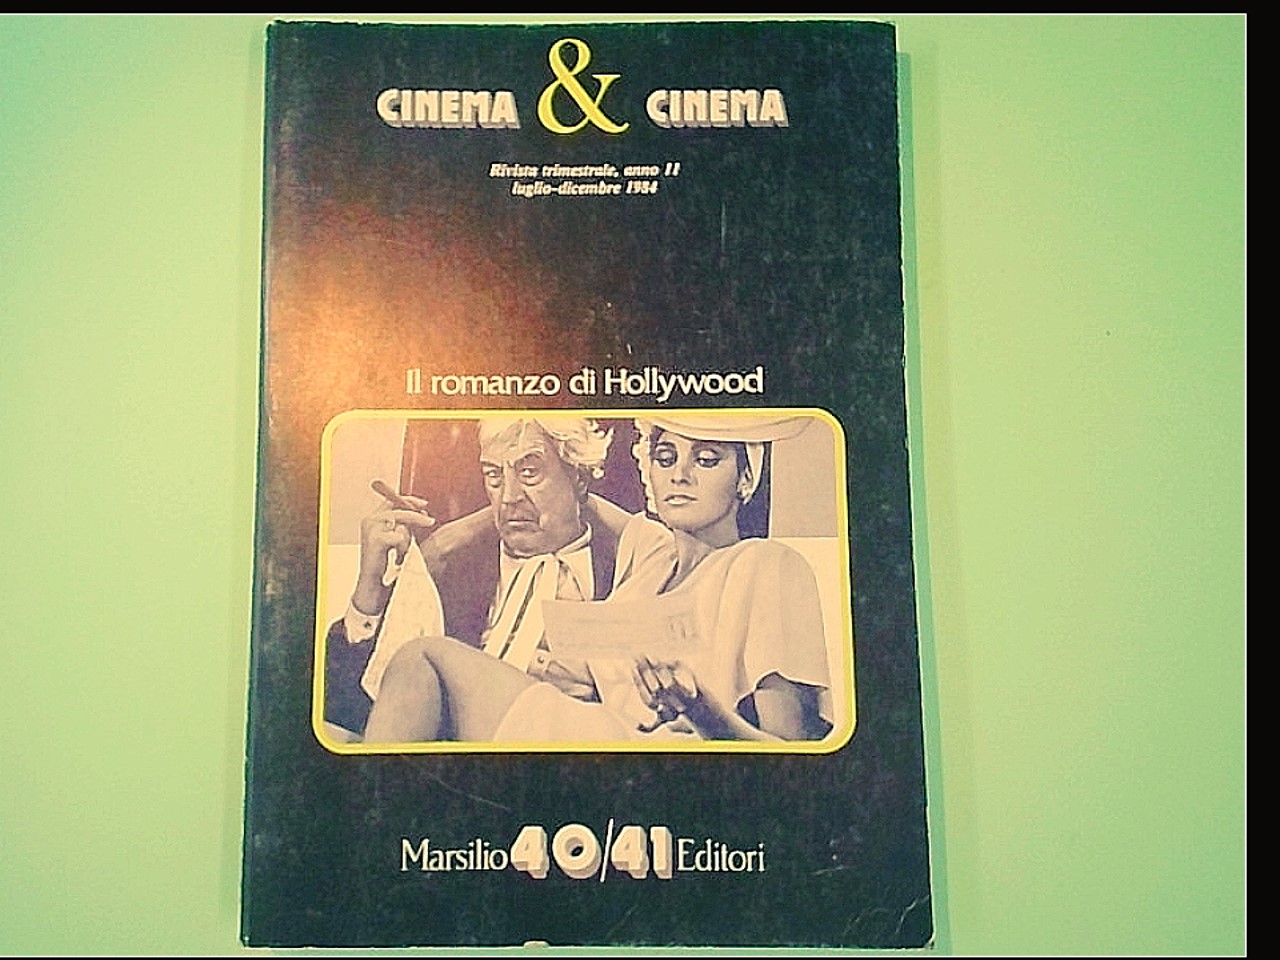 CINEMA & CINEMA
Rivista trimestrale, anno 11
luglio-dicembre 1984
Il romanzo di Hollywood
Marsilio 40/41 Editori